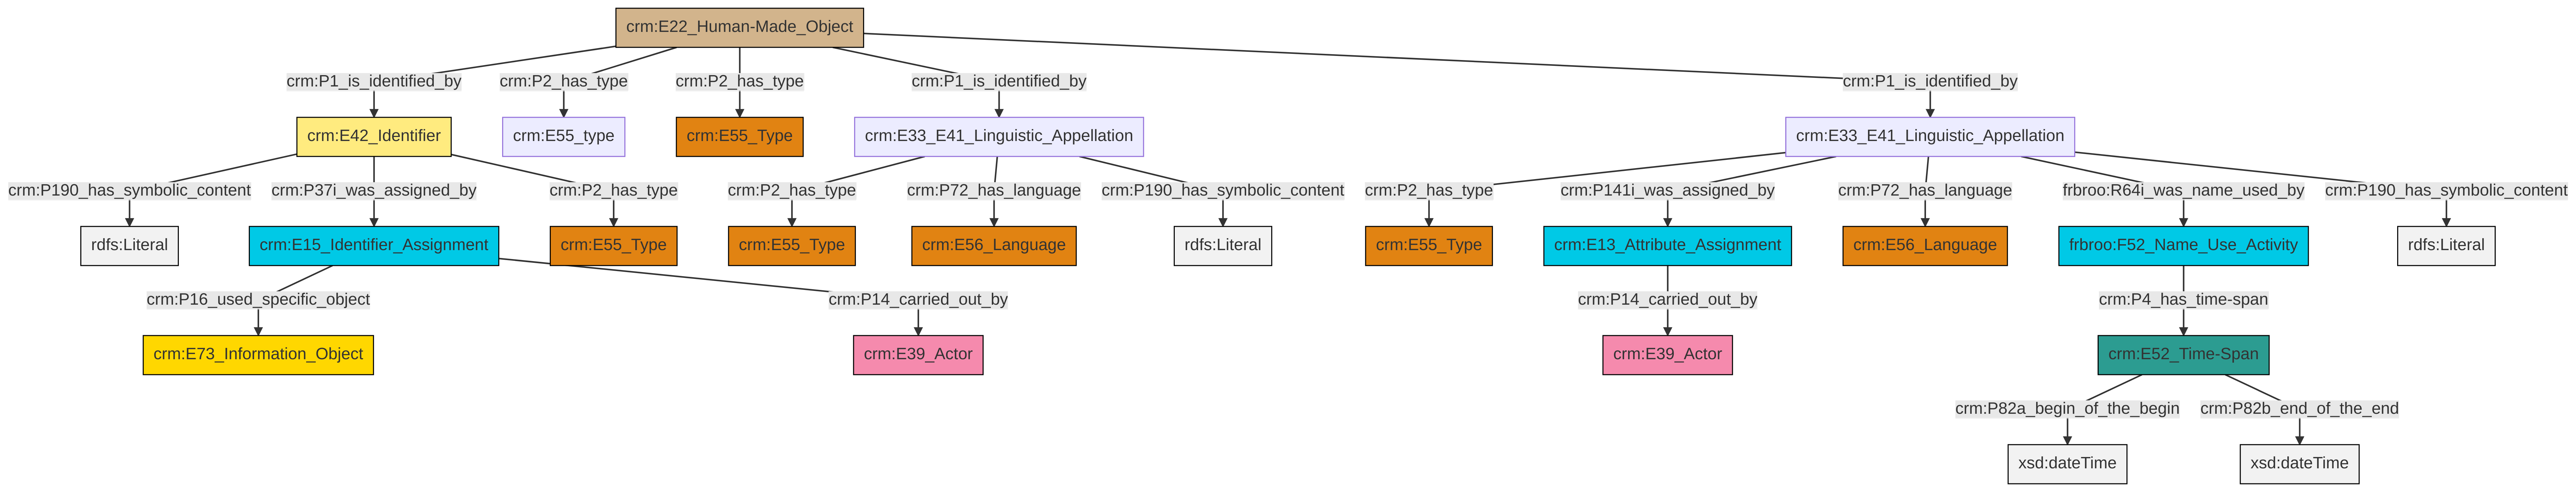 crm:E22_Human-Made_Object
crm:P1_is_identified_by
crm:P2_has_type
crm:P2_has_type
crm:P1_is_identified_by
crm:P1_is_identified_by
crm:E42_Identifier
crm:E55_type
crm:E55_Type
crm:E33_E41_Linguistic_Appellation
crm:E33_E41_Linguistic_Appellation
crm:P190_has_symbolic_content
crm:P37i_was_assigned_by
crm:P2_has_type
crm:P2_has_type
crm:P72_has_language
crm:P190_has_symbolic_content
crm:P2_has_type
crm:P141i_was_assigned_by
crm:P72_has_language
frbroo:R64i_was_name_used_by
crm:P190_has_symbolic_content
rdfs:Literal
crm:E15_Identifier_Assignment
crm:E55_Type
crm:E55_Type
crm:E56_Language
rdfs:Literal
crm:E55_Type
crm:E13_Attribute_Assignment
crm:E56_Language
frbroo:F52_Name_Use_Activity
rdfs:Literal
crm:P16_used_specific_object
crm:P14_carried_out_by
crm:P14_carried_out_by
crm:P4_has_time-span
crm:E73_Information_Object
crm:E39_Actor
crm:E39_Actor
crm:E52_Time-Span
crm:P82a_begin_of_the_begin
crm:P82b_end_of_the_end
xsd:dateTime
xsd:dateTime